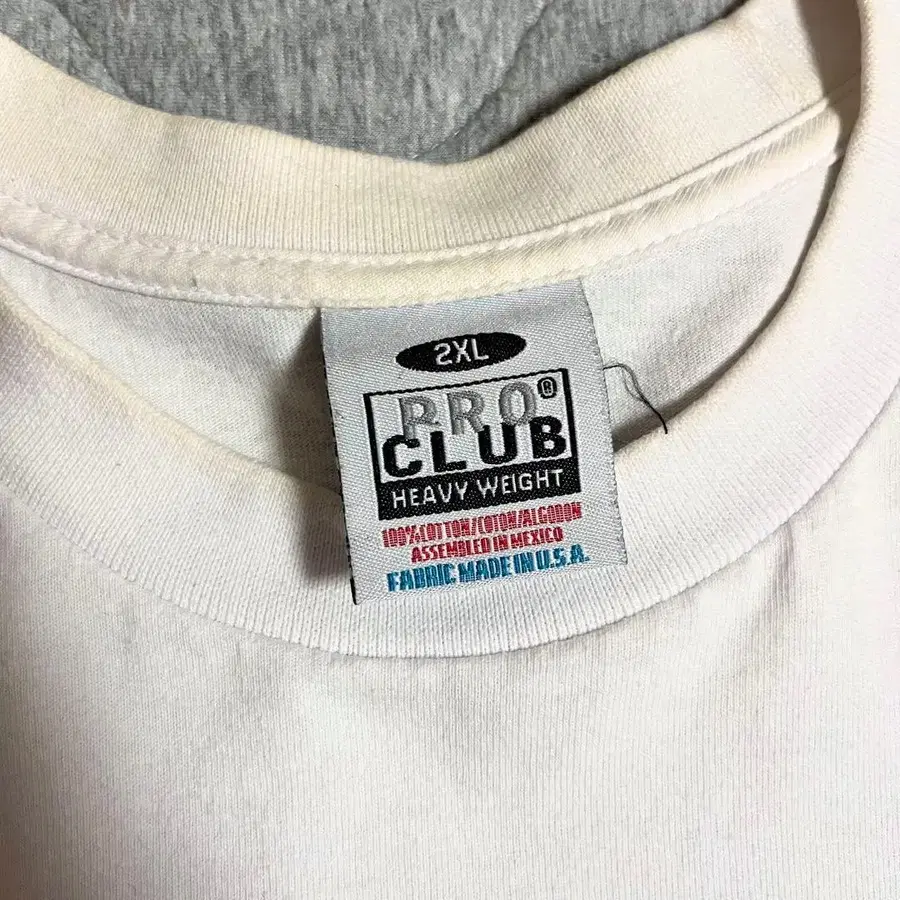 2XL
PRO®
CLUB
HEAVY WEIGHT
100%COTTON/COTON/ALGODON
ASSEMBLED IN MEXICO
FABRIC MADE IN U.S.A.